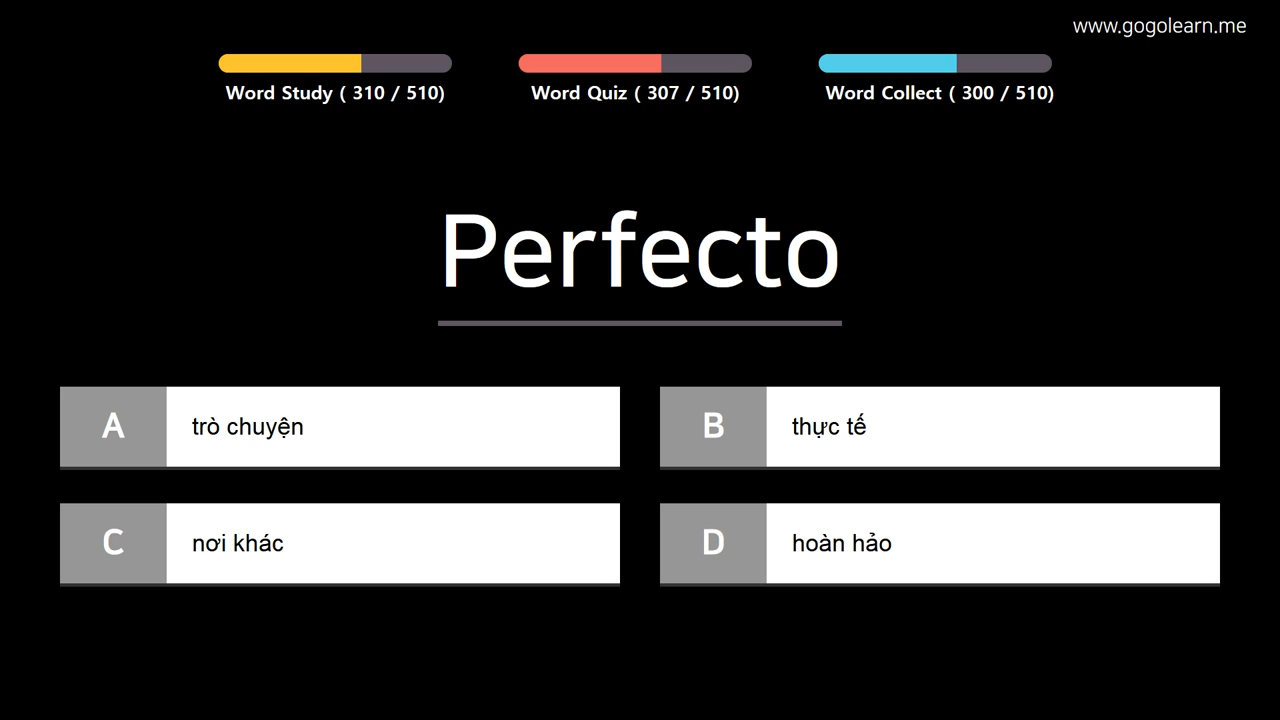 www.gogolearn.me
Word Study ( 310 / 510)
Word Quiz ( 307 / 510)
Word Collect ( 300 / 510)
Perfecto
A
trò chuyện
B
thực tế
C
nơi khác
D
hoàn hảo